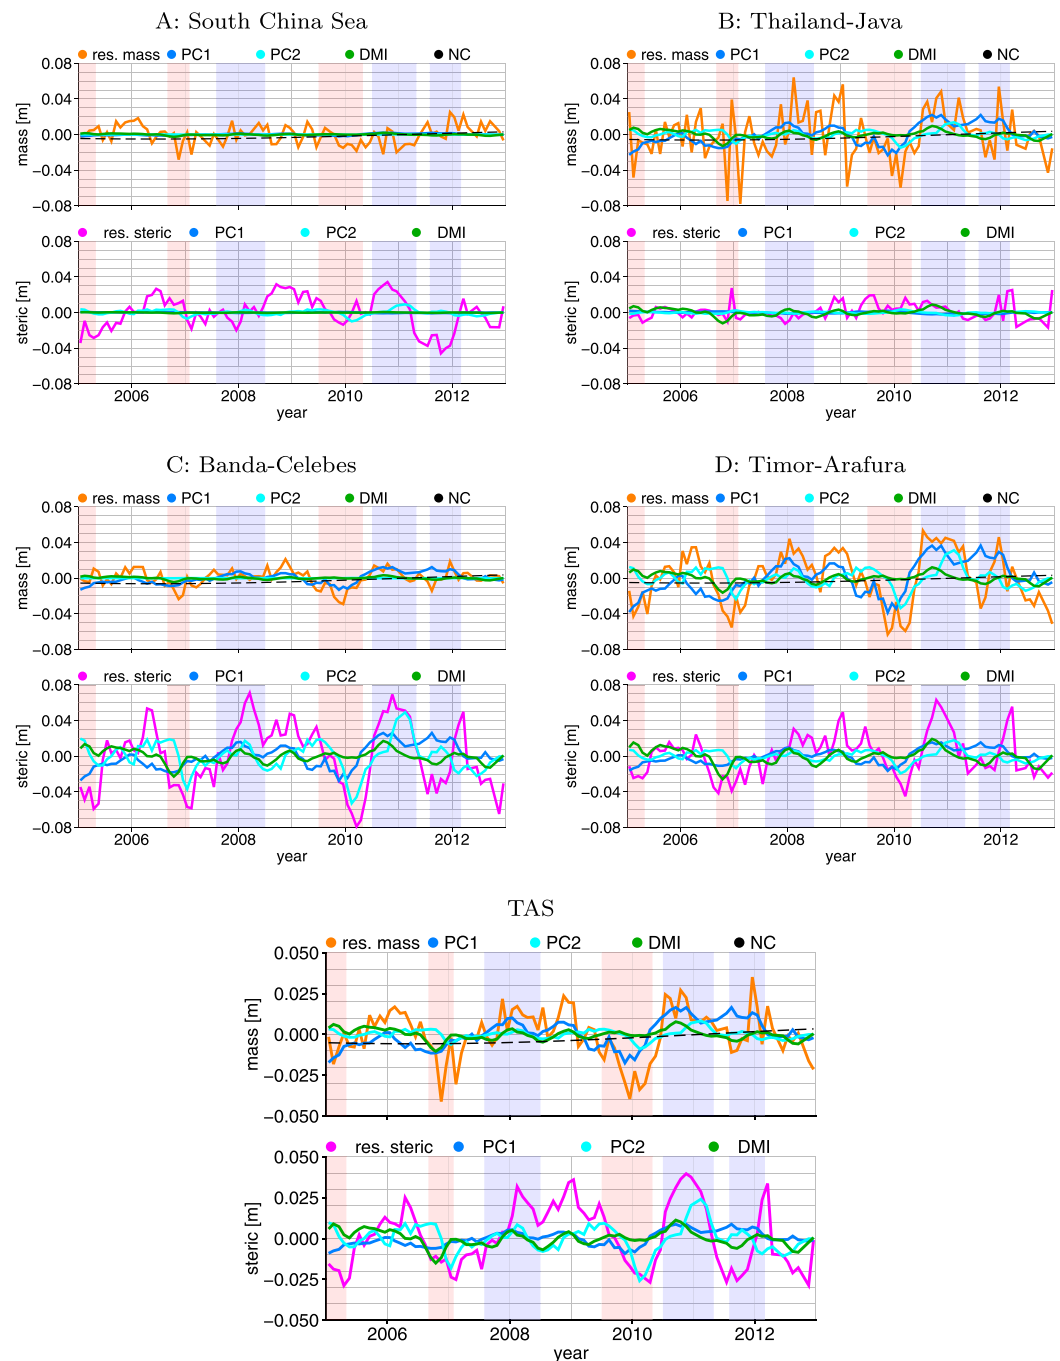 A: South China Sea
res. mass PC1 PC2 DMI NC
0.08
0.04
0.00
−0.04
−0.08
mass [m]
res. steric PC1 PC2 DMI
0.08
0.04
0.00
−0.04
−0.08
steric [m]
2006 2008 2010 2012
year
B: Thailand-Java
res. mass PC1 PC2 DMI NC
0.08
0.04
0.00
−0.04
−0.08
mass [m]
res. steric PC1 PC2 DMI
0.08
0.04
0.00
−0.04
−0.08
steric [m]
2006 2008 2010 2012
year
C: Banda-Celebes
res. mass PC1 PC2 DMI NC
0.08
0.04
0.00
−0.04
−0.08
mass [m]
res. steric PC1 PC2 DMI
0.08
0.04
0.00
−0.04
−0.08
steric [m]
2006 2008 2010 2012
year
D: Timor-Arafura
res. mass PC1 PC2 DMI NC
0.08
0.04
0.00
−0.04
−0.08
mass [m]
res. steric PC1 PC2 DMI
0.08
0.04
0.00
−0.04
−0.08
steric [m]
2006 2008 2010 2012
year
TAS
res. mass PC1 PC2 DMI NC
0.050
0.025
0.000
−0.025
−0.050
mass [m]
res. steric PC1 PC2 DMI
0.050
0.025
0.000
−0.025
−0.050
steric [m]
2006 2008 2010 2012
year